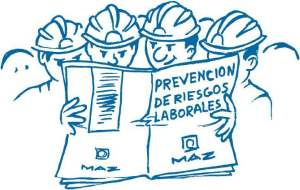 PREVENCION
DE RIESGOS
LABORALES
MAZ
MAZ